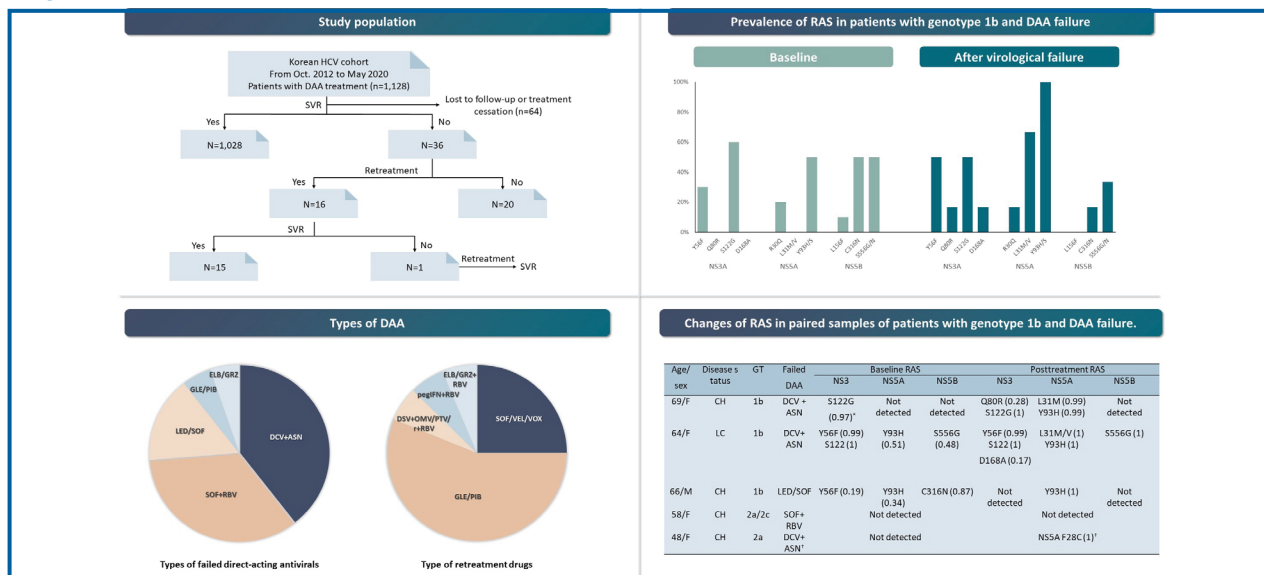 Study population
Korean HCV cohort
From Oct. 2012 to May 2020
Patients with DAA treatment (n=1,128)
SVR
Lost to follow-up or treatment
cessation (n=64)
Yes
No
N=1,028
N=36
Retreatment
Yes
No
N=16
N=20
SVR
Yes
No
N=15
N=1
Retreatment
SVR
Prevalence of RAS in patients with genotype 1b and DAA failure
Baseline
After virological failure
100%
80%
60%
40%
20%
0%
Y56F
Q80R
S122G
D168A
R30Q
L31M/V
Y93H/S
L156F
C316N
S556G/N
Y56F
Q80R
S122G
D168A
R30Q
L31M/V
Y93H/S
L156F
C316N
S556G/N
NS3A
NS5A
NS5B
NS3A
NS5A
NS5B
Types of DAA
ELB/GRZ
GLE/PIB
LED/SOF
DCV+ASN
SOF+RBV
Types of failed direct-acting antivirals
ELB/GRZ+
RBV
pegIFN+RBV
DSV+OMV/PTV/
r+RBV
SOF/VEL/VOX
GLE/PIB
Type of retreatment drugs
Changes of RAS in paired samples of patients with genotype 1b and DAA failure.
Age/ Disease s GT Failed Baseline RAS Posttreatment RAS
sex tatus DAA NS3 NS5A NS5B NS3 NS5A NS5B
69/F CH 1b DCV + S122G Not Not Q80R (0.28) L31M (0.99) Not
ASN (0.97)* detected detected S122G (1) Y93H (0.99) detected
64/F LC 1b DCV+ Y56F (0.99) Y93H S556G Y56F (0.99) L31M/V (1) S556G (1)
ASN S122 (1) (0.51) (0.48) S122 (1) Y93H (1)
D168A (0.17)
66/M CH 1b LED/SOF Y56F (0.19) Y93H C316N (0.87) Not Y93H (1) Not
(0.34) detected detected
58/F CH 2a/2c SOF+ Not detected Not detected
RBV
48/F CH 2a DCV+ Not detected NS5A F28C (1)†
ASN†